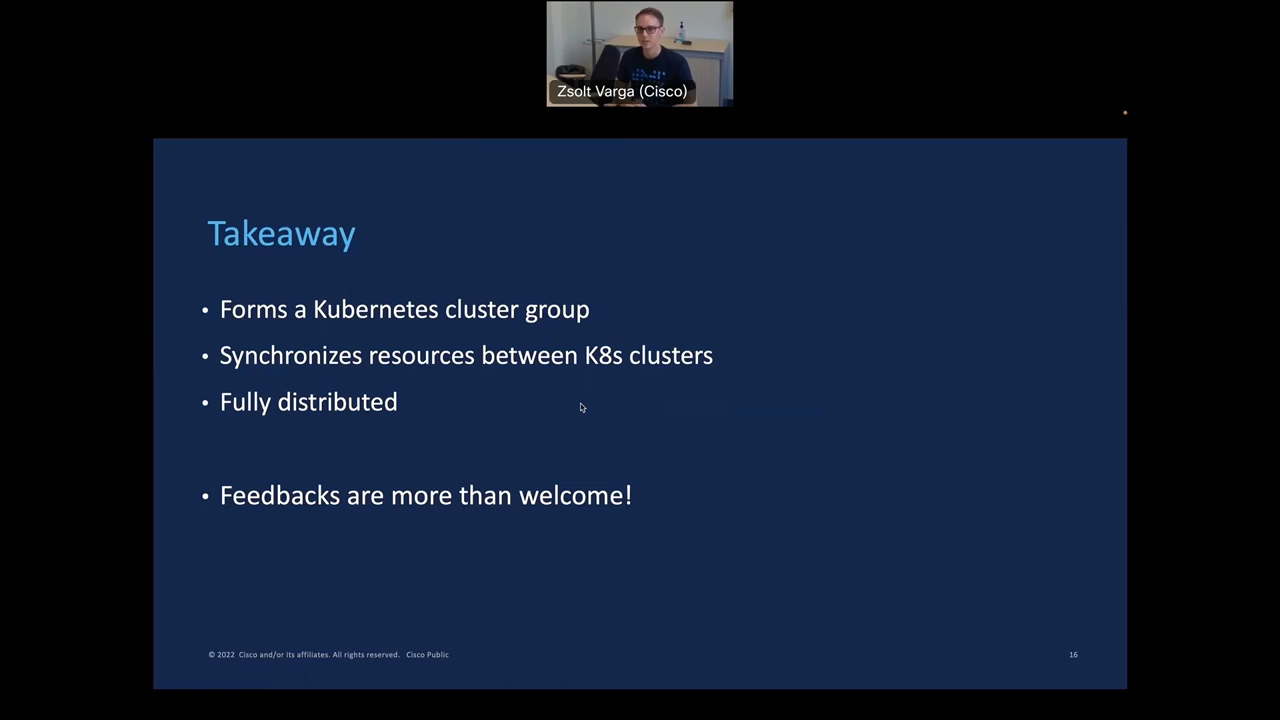 Zsolt Varga (Cisco)
Takeaway
• Forms a Kubernetes cluster group
• Synchronizes resources between K8s clusters
• Fully distributed
• Feedbacks are more than welcome!
© 2022 Cisco and/or its affiliates. All rights reserved. Cisco Public
16